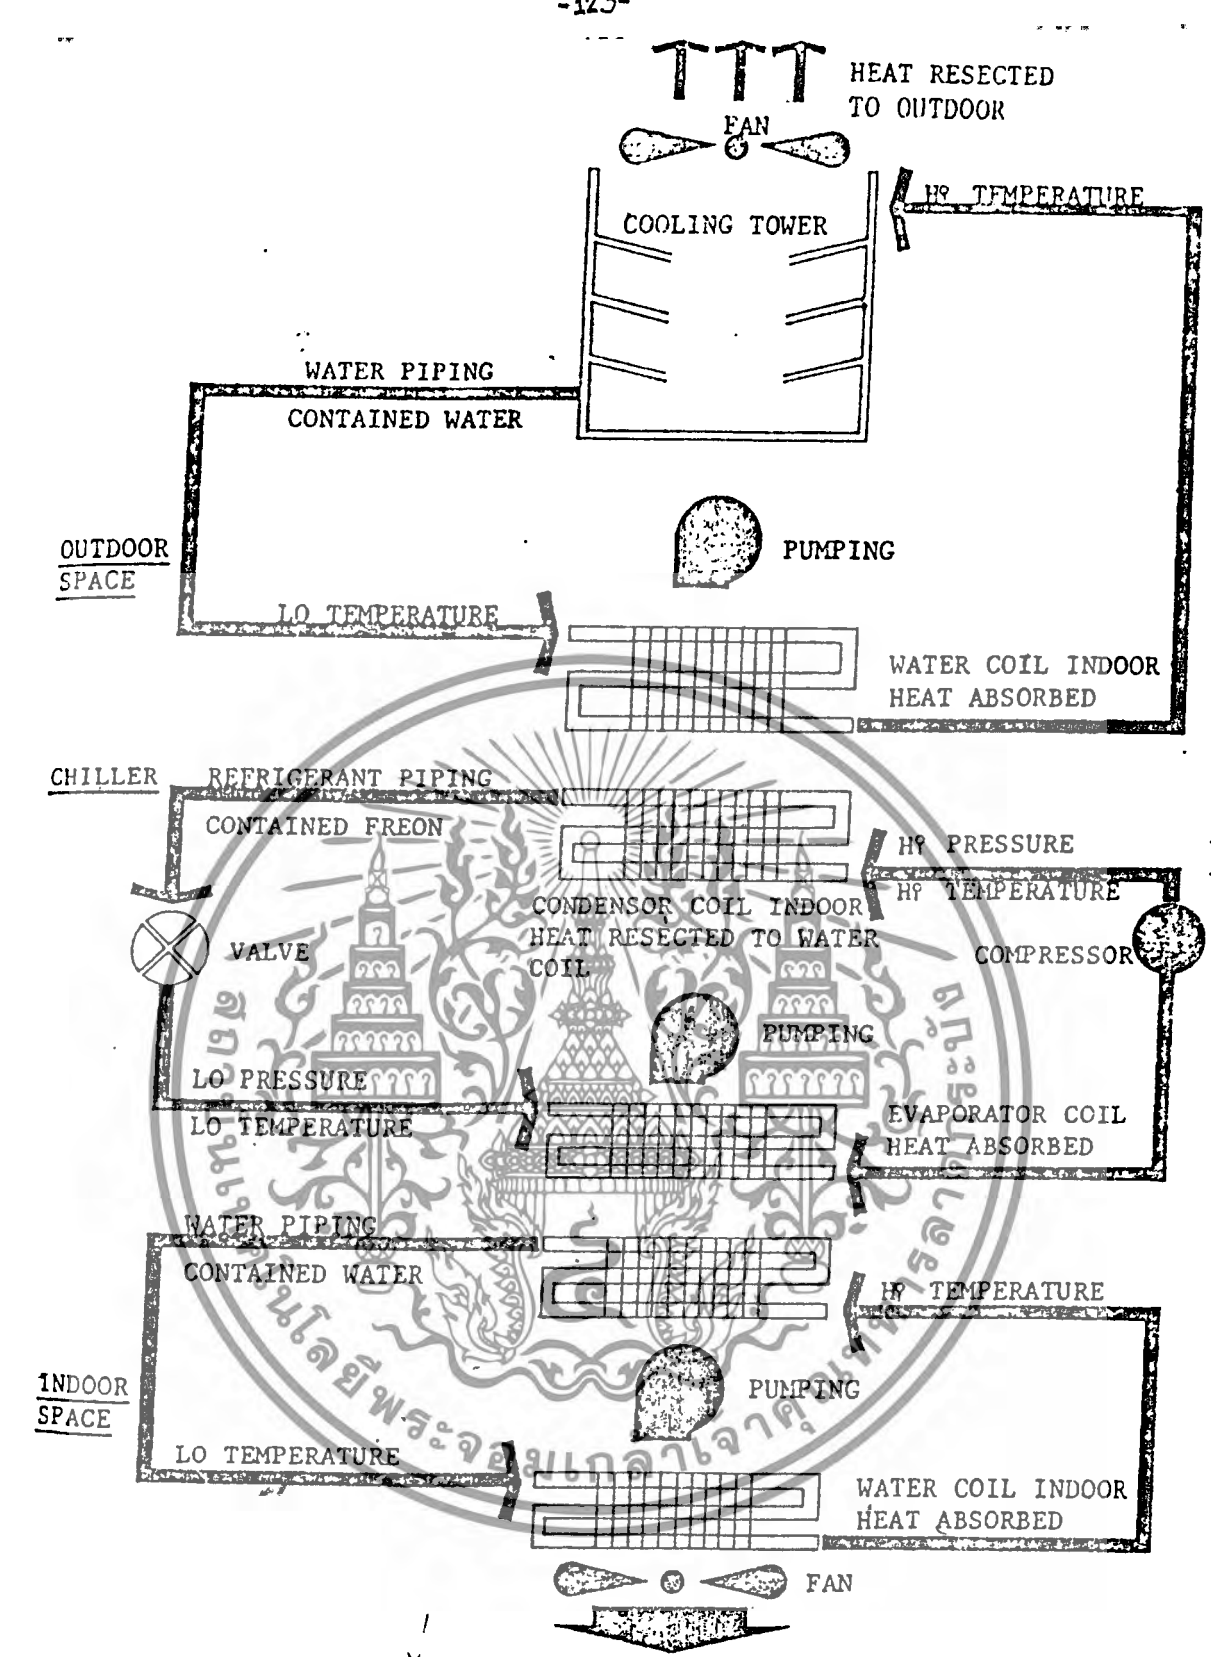 -123-
HEAT RESECTED
TO OUTDOOR
FAN
HI TEMPERATURE
COOLING TOWER
WATER PIPING
CONTAINED WATER
OUTDOOR
SPACE
PUMPING
LO TEMPERATURE
WATER COIL INDOOR
HEAT ABSORBED
CHILLER
REFRIGERANT PIPING
CONTAINED FREON
HI PRESSURE
HI TEMPERATURE
CONDENSOR COIL INDOOR
HEAT RESECTED TO WATER
COIL
VALVE
COMPRESSOR
PUMPING
LO PRESSURE
LO TEMPERATURE
EVAPORATOR COIL
HEAT ABSORBED
WATER PIPING
CONTAINED WATER
HI TEMPERATURE
INDOOR
SPACE
PUMPING
LO TEMPERATURE
WATER COIL INDOOR
HEAT ABSORBED
FAN